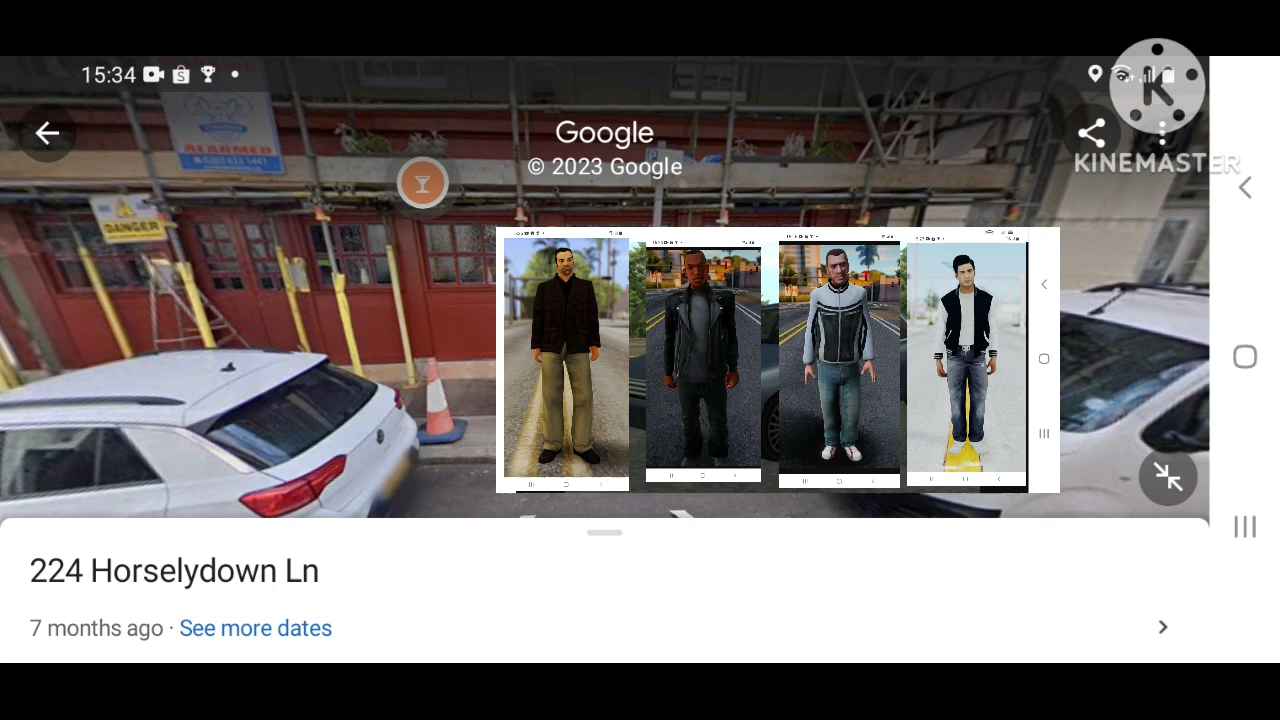 15:34
Google
© 2023 Google
KINEMASTER
ALARMED
DANGER
224 Horselydown Ln
7 months ago · See more dates